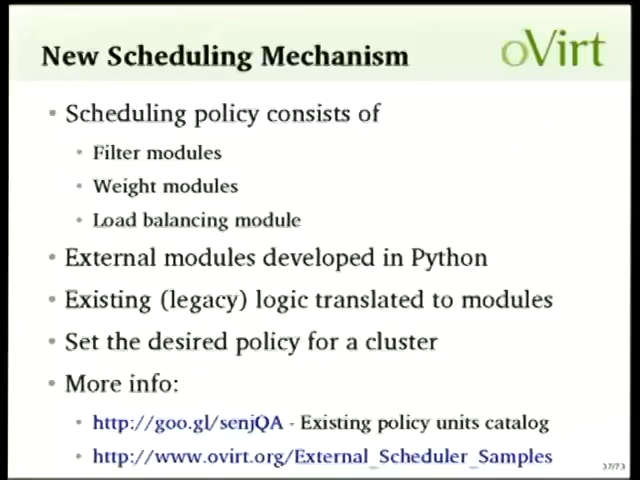 New Scheduling Mechanism
oVirt
• Scheduling policy consists of
• Filter modules
• Weight modules
• Load balancing module
• External modules developed in Python
• Existing (legacy) logic translated to modules
• Set the desired policy for a cluster
• More info:
• http://goo.gl/senjQA - Existing policy units catalog
• http://www.ovirt.org/External_Scheduler_Samples
37/73